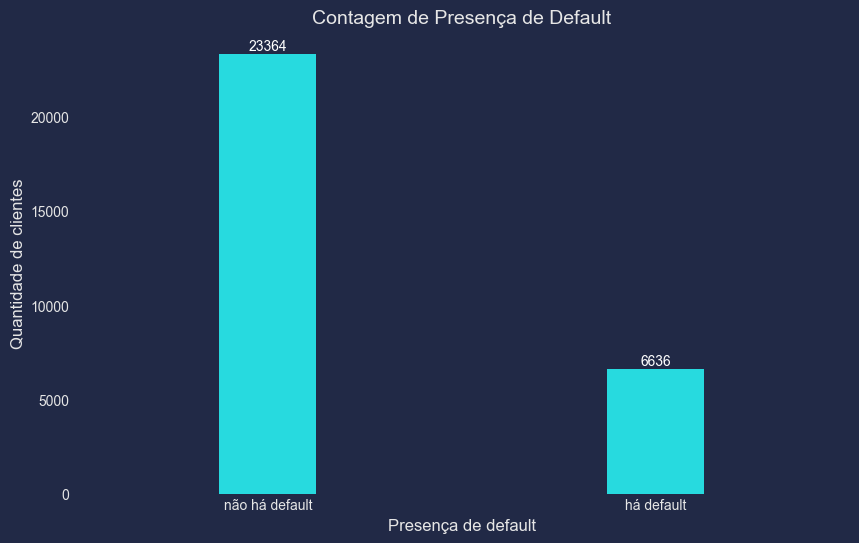 Contagem de Presença de Default
23364
6636
20000
15000
10000
5000
0
Quantidade de clientes
não há default
há default
Presença de default